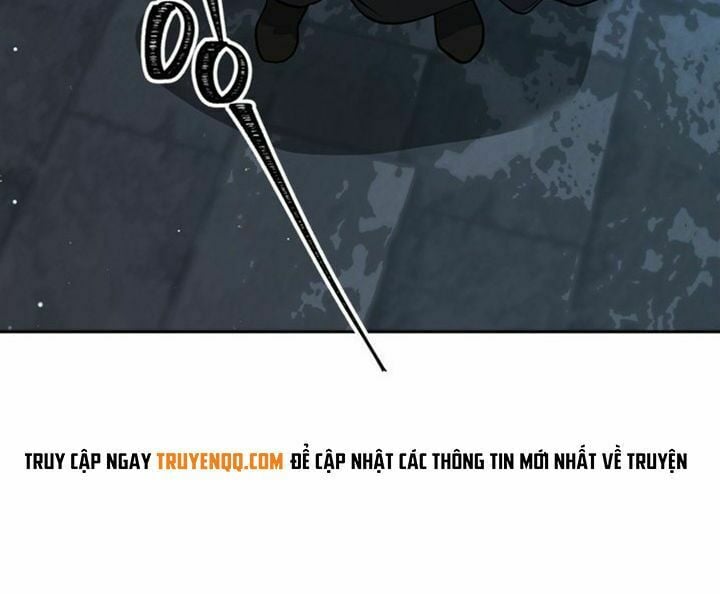 TRUY CẬP NGAY TRUYENQQ.COM ĐỂ CẬP NHẬT CÁC THÔNG TIN MỚI NHẤT VỀ TRUYỆN